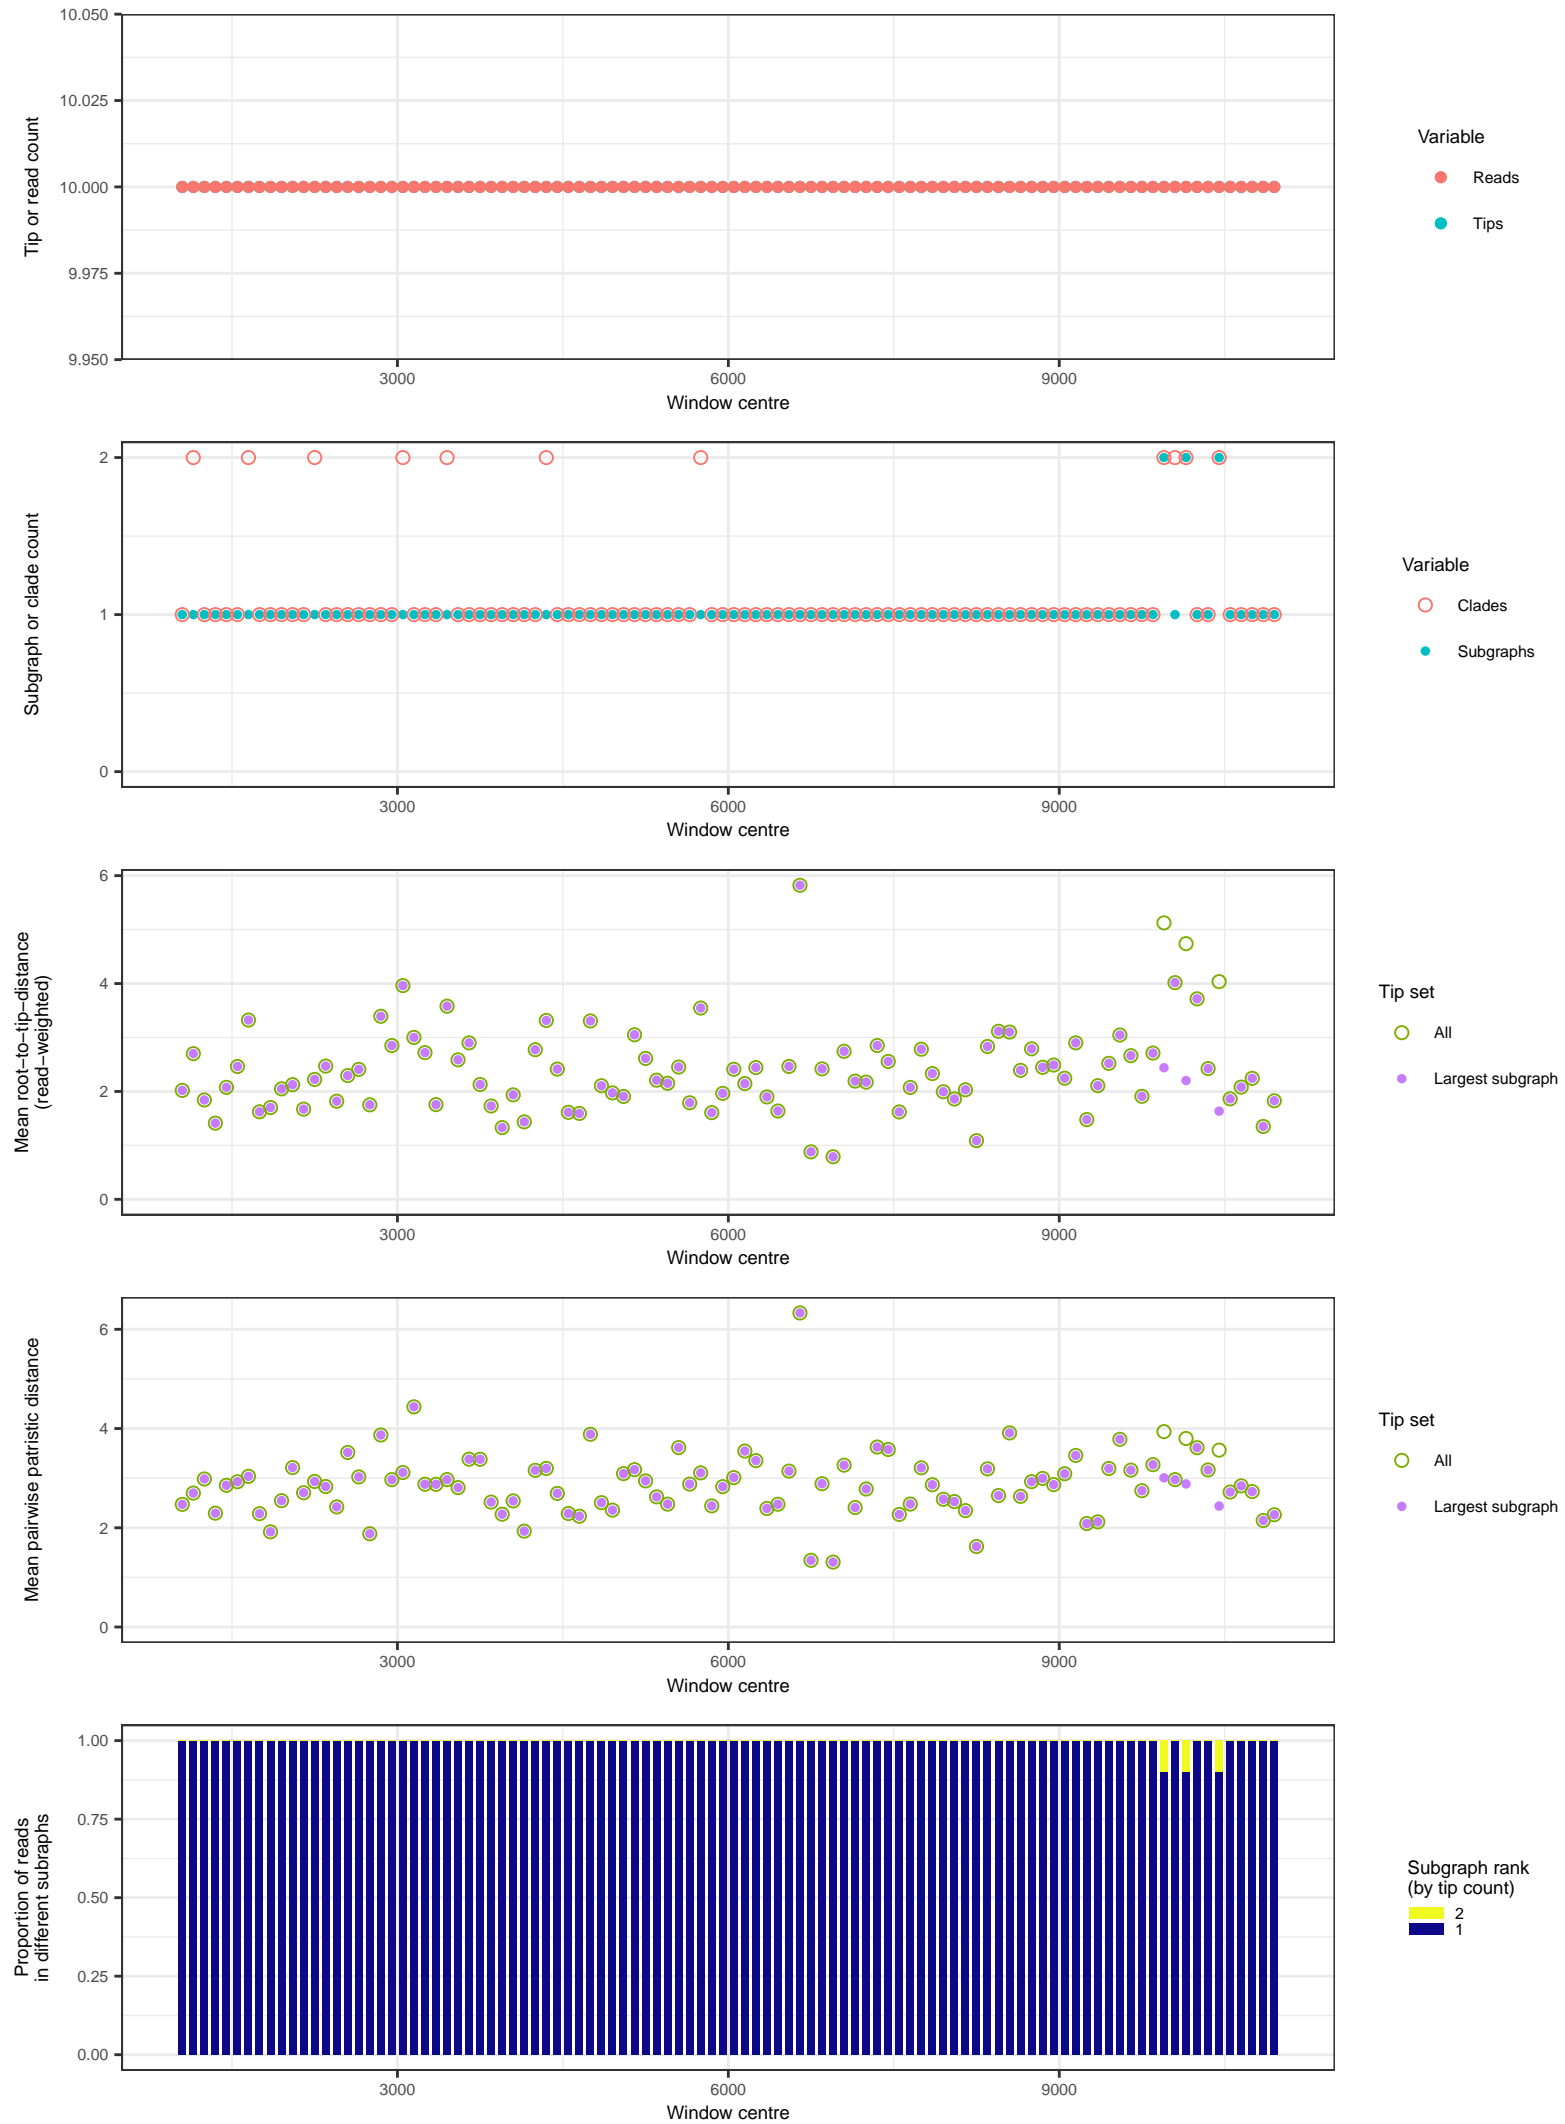 10.050
10.025
10.000
9.975
9.950
Tip or read count
3000
6000
9000
Window centre
Variable
Reads
Tips
2
1
0
Subgraph or clade count
3000
6000
9000
Window centre
Variable
Clades
Subgraphs
6
4
2
0
Mean root−to−tip−distance
(read−weighted)
3000
6000
9000
Window centre
Tip set
All
Largest subgraph
6
4
2
0
Mean pairwise patristic distance
3000
6000
9000
Window centre
Tip set
All
Largest subgraph
1.00
0.75
0.50
0.25
0.00
Proportion of reads
in different subraphs
3000
6000
9000
Window centre
Subgraph rank
(by tip count)
2
1